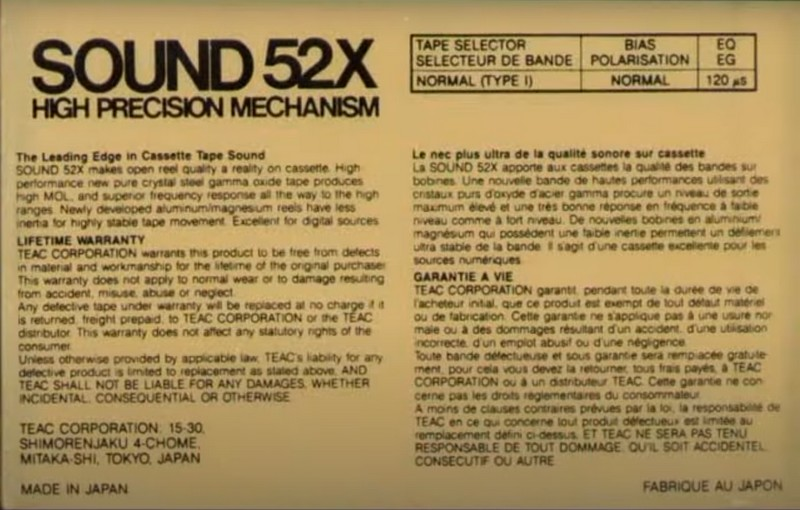 SOUND 52X
HIGH PRECISION MECHANISM
TAPE SELECTOR BIAS EQ
SELECTEUR DE BANDE POLARISATION EG
NORMAL (TYPE I) NORMAL 120 µs
The Leading Edge in Cassette Tape Sound
SOUND 52X makes open reel quality a reality on cassette. High
performance new pure crystal steel gamma oxide tape produces
high MOL, and superior frequency response all the way to the high
ranges. Newly developed aluminum/magnesium reels have less
inertia for highly stable tape movement. Excellent for digital sources.
LIFETIME WARRANTY
TEAC CORPORATION warrants this product to be free from defects
in material and workmanship for the lifetime of the original purchaser
This warranty does not apply to normal wear or to damage resulting
from accident, misuse, abuse or neglect.
Any defective tape under warranty will be replaced at no charge if it
is returned, freight prepaid, to TEAC CORPORATION or the TEAC
distributor. This warranty does not affect any statutory rights of the
consumer.
Unless otherwise provided by applicable law, TEAC's liability for any
defective product is limited to replacement as stated above, AND
TEAC SHALL NOT BE LIABLE FOR ANY DAMAGES, WHETHER
INCIDENTAL, CONSEQUENTIAL OR OTHERWISE.
TEAC CORPORATION: 15-30,
SHIMORENJAKU 4-CHOME,
MITAKA-SHI, TOKYO, JAPAN
MADE IN JAPAN
Le nec plus ultra de la qualité sonore sur cassette
La SOUND 52X apporte aux cassettes la qualité des bandes sur
bobines. Une nouvelle bande de hautes performances utilisant des
cristaux purs d'oxyde d'acier gamma procure un niveau de sortie
maximum élevé et une très bonne réponse en fréquence à faible
niveau comme à fort niveau. De nouvelles bobines en aluminium/
magnésium qui possèdent une faible inertie permettent un défilement
ultra stable de la bande. Il s'agit d'une cassette excellente pour les
sources numériques.
GARANTIE A VIE
TEAC CORPORATION garantit, pendant toute la durée de vie de
l'acheteur initial, que ce produit est exempt de tout défaut matériel
ou de fabrication. Cette garantie ne s'applique pas à une usure nor-
male ou à des dommages résultant d'un accident, d'une utilisation
incorrecte, d'un emploi abusif ou d'une négligence.
Toute bande défectueuse et sous garantie sera remplacée gratuite-
ment, pour cela vous devez la retourner, tous frais payés, à TEAC
CORPORATION ou à un distributeur TEAC. Cette garantie ne con-
cerne pas les droits réglementaires du consommateur.
A moins de clauses contraires prévues par la loi, la responsabilité de
TEAC en ce qui concerne tout produit défectueux est limitée au
remplacement défini ci-dessus, ET TEAC NE SERA PAS TENU
RESPONSABLE DE TOUT DOMMAGE, QU'IL SOIT ACCIDENTEL,
CONSECUTIF OU AUTRE.
FABRIQUE AU JAPON